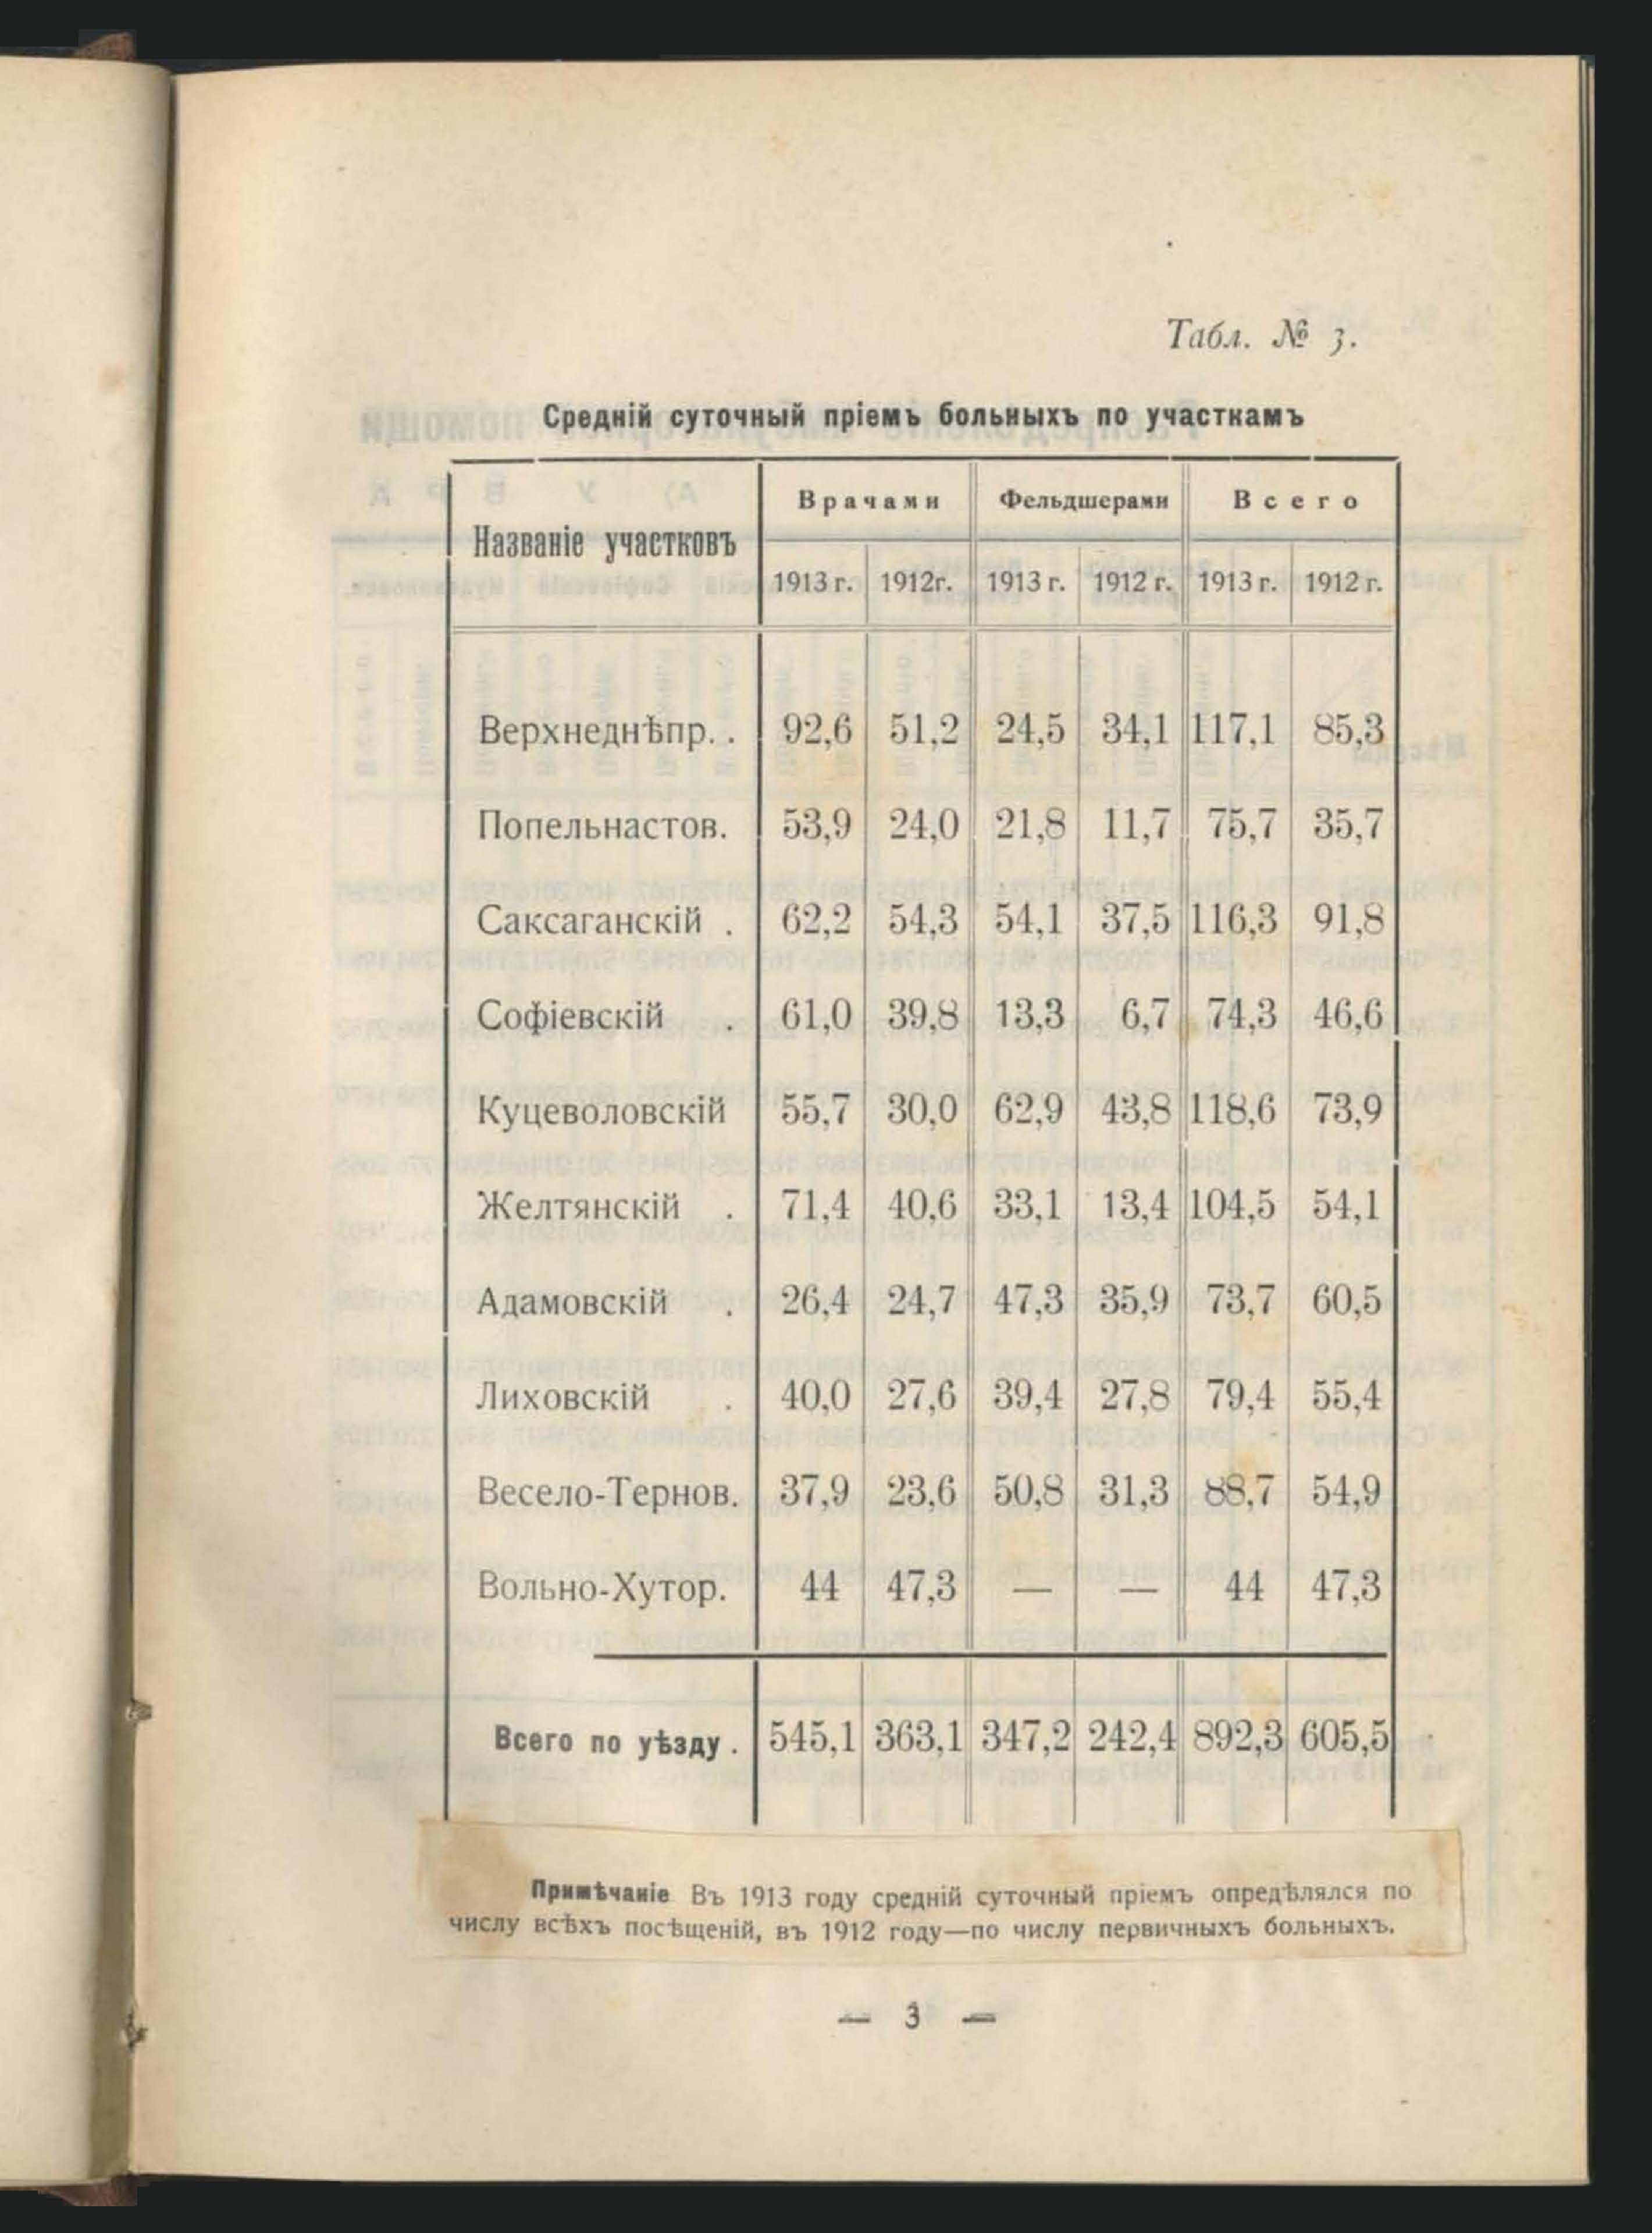 Табл. № 3.
Средній суточный пріемъ больныхъ по участкамъ
Названіе участковъ Врачами Фельдшерами Всего
1913 г. 1912г. 1913 г. 1912 г. 1913 г. 1912 г.
Верхнеднѣпр. . 92,6 51,2 24,5 34,1 117,1 85,3
Попельнастов. 53,9 24,0 21,8 11,7 75,7 35,7
Саксаганскій . 62,2 54,3 54,1 37,5 116,3 91,8
Софіевскій . 61,0 39,8 13,3 6,7 74,3 46,6
Куцеволовскій 55,7 30,0 62,9 43,8 118,6 73,9
Желтянскій . 71,4 40,6 33,1 13,4 104,5 54,1
Адамовскій . 26,4 24,7 47,3 35,9 73,7 60,5
Лиховскій . 40,0 27,6 39,4 27,8 79,4 55,4
Весело-Тернов. 37,9 23,6 50,8 31,3 88,7 54,9
Вольно-Хутор. 44 47,3 — — 44 47,3
Всего по уѣзду . 545,1 363,1 347,2 242,4 892,3 605,5
Примѣчаніе Въ 1913 году средній суточный пріемъ опредѣлялся по
числу всѣхъ посѣщеній, въ 1912 году—по числу первичныхъ больныхъ.
— 3 —